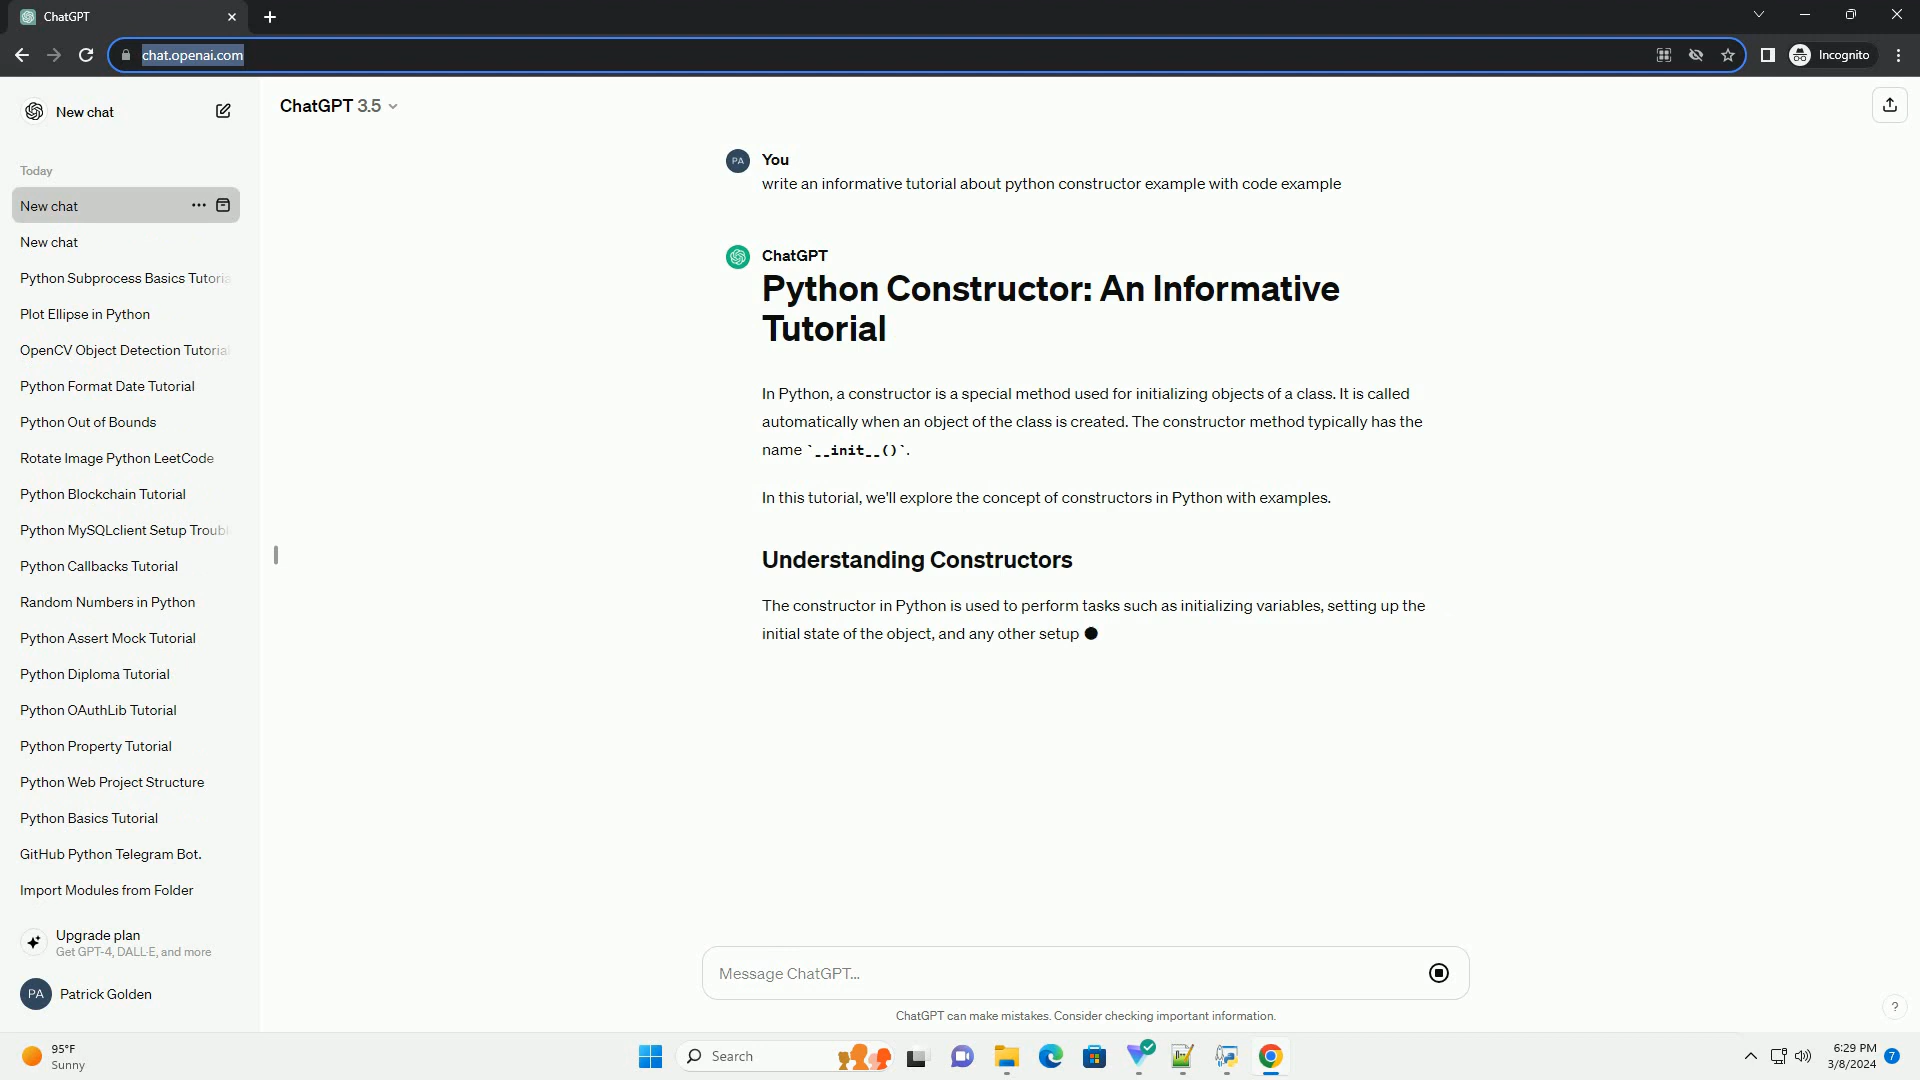 ChatGPT
chat.openai.com
Incognito
New chat
Today
New chat
New chat
Python Subprocess Basics Tutoria
Plot Ellipse in Python
OpenCV Object Detection Tutorial
Python Format Date Tutorial
Python Out of Bounds
Rotate Image Python LeetCode
Python Blockchain Tutorial
Python MySQLclient Setup Troubl
Python Callbacks Tutorial
Random Numbers in Python
Python Assert Mock Tutorial
Python Diploma Tutorial
Python OAuthLib Tutorial
Python Property Tutorial
Python Web Project Structure
Python Basics Tutorial
GitHub Python Telegram Bot.
Import Modules from Folder
Upgrade plan
Get GPT-4, DALL·E, and more
PA Patrick Golden
ChatGPT 3.5
PA You
write an informative tutorial about python constructor example with code example
ChatGPT
Python Constructor: An Informative
Tutorial
In Python, a constructor is a special method used for initializing objects of a class. It is called
automatically when an object of the class is created. The constructor method typically has the
name `__init__()`.
In this tutorial, we'll explore the concept of constructors in Python with examples.
Understanding Constructors
The constructor in Python is used to perform tasks such as initializing variables, setting up the
initial state of the object, and any other setup
Message ChatGPT...
ChatGPT can make mistakes. Consider checking important information.
?
95°F
Sunny
Search
6:29 PM
3/8/2024
7